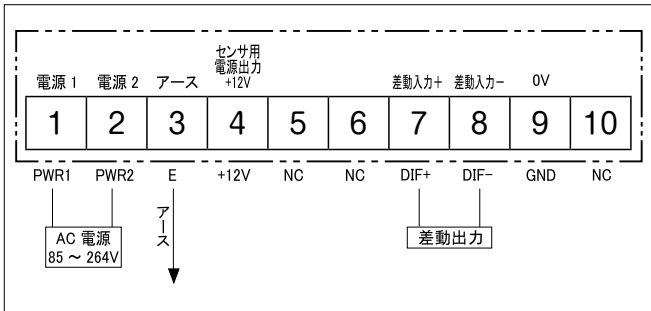 センサ用
電源出力
+12V
電源 1 電源 2 アース 差動入力+ 差動入力− 0V
1 2 3 4 5 6 7 8 9 10
PWR1 PWR2 E +12V NC NC DIF+ DIF- GND NC
AC 電源
85 ~ 264V
アース
差動出力